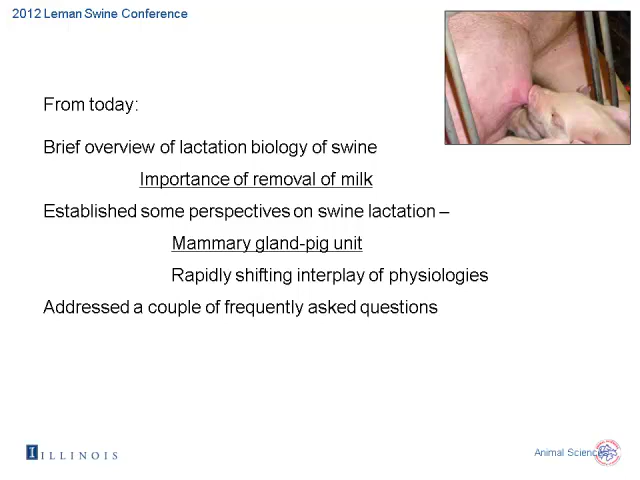 2012 Leman Swine Conference
From today:
Brief overview of lactation biology of swine
Importance of removal of milk
Established some perspectives on swine lactation –
Mammary gland-pig unit
Rapidly shifting interplay of physiologies
Addressed a couple of frequently asked questions
I ILLINOIS
Animal Sciences